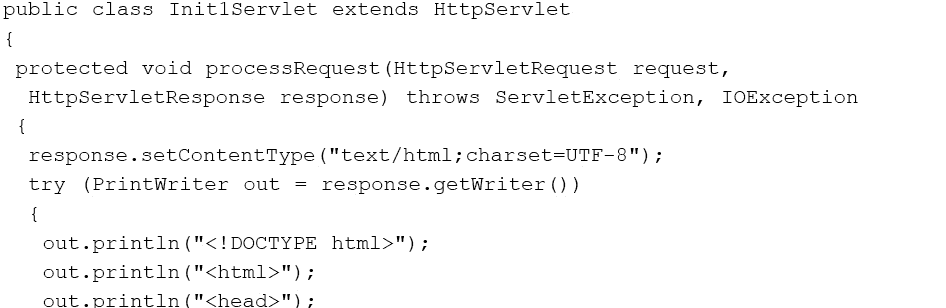 public class Init1Servlet extends HttpServlet
{
protected void processRequest(HttpServletRequest request,
HttpServletResponse response) throws ServletException, IOException
{
response.setContentType("text/html;charset=UTF-8");
try (PrintWriter out = response.getWriter())
{
out.println("<!DOCTYPE html>");
out.println("<html>");
out.println("<head>");